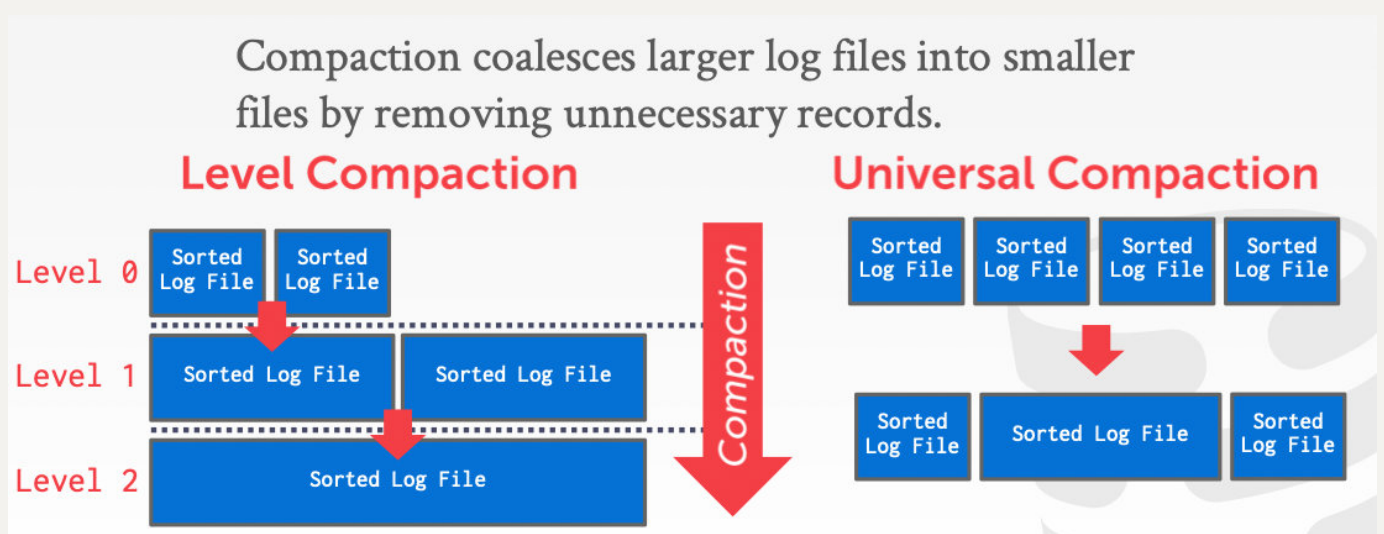 Compaction coalesces larger log files into smaller
files by removing unnecessary records.
Level Compaction
Level 0
Sorted
Log File
Sorted
Log File
Level 1
Sorted Log File
Sorted Log File
Level 2
Sorted Log File
Compaction
Universal Compaction
Sorted
Log File
Sorted
Log File
Sorted
Log File
Sorted
Log File
Sorted
Log File
Sorted Log File
Sorted
Log File